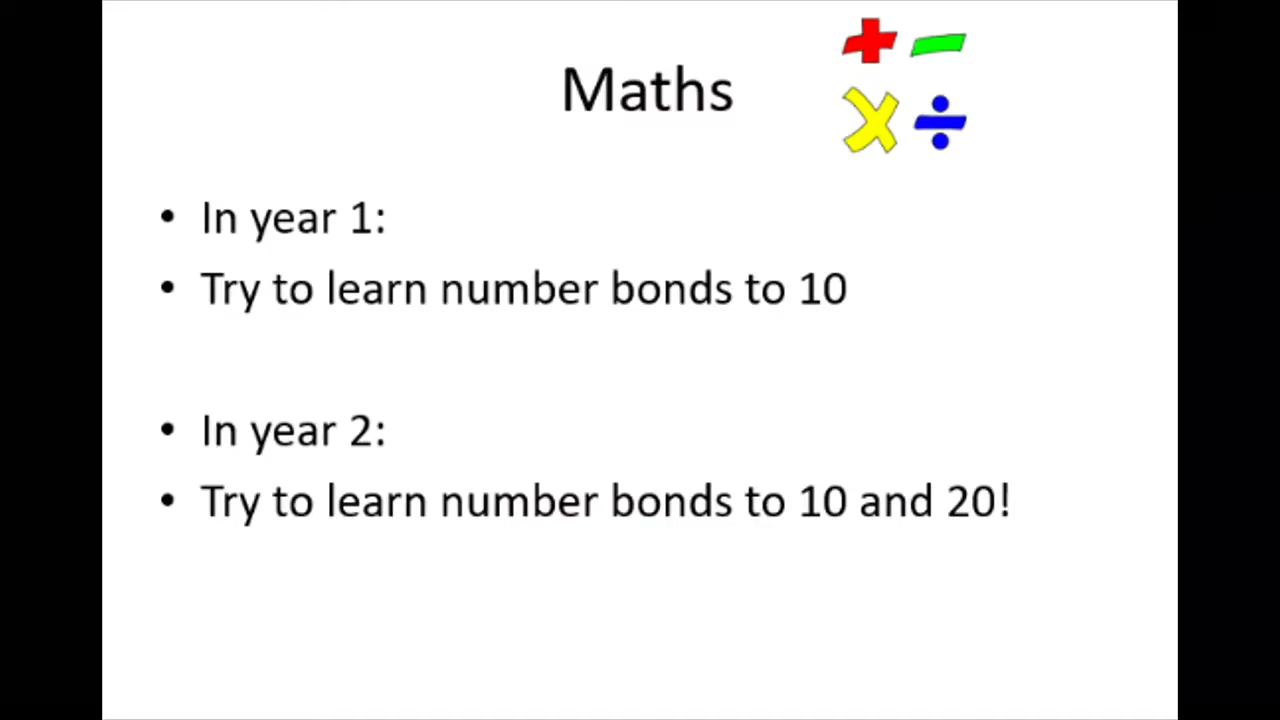 Maths
• In year 1:
• Try to learn number bonds to 10
• In year 2:
• Try to learn number bonds to 10 and 20!